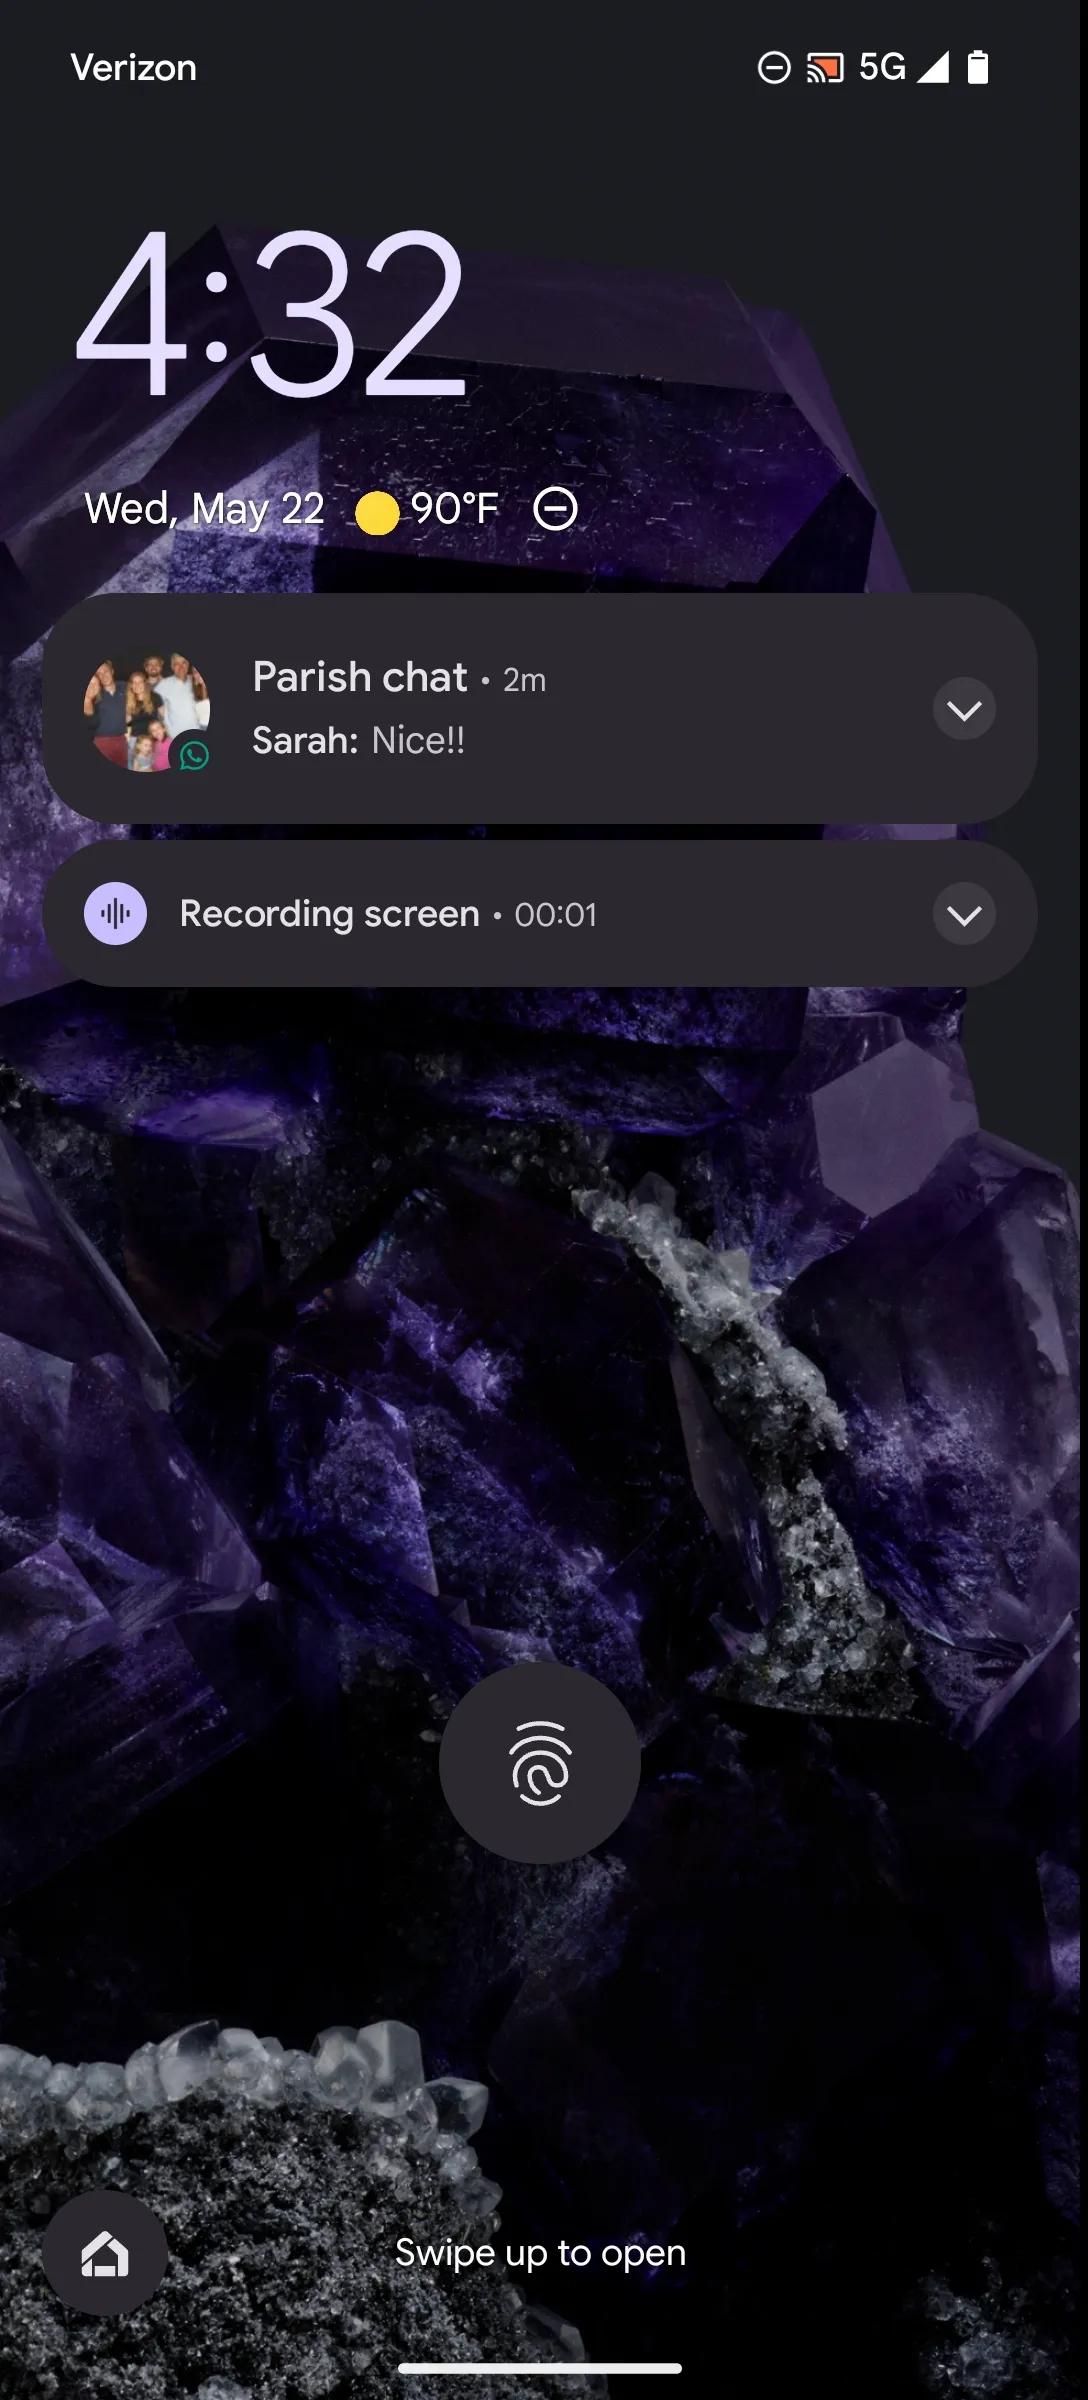 Verizon 5G
4:32
Wed, May 22 90°F
Parish chat • 2m
Sarah: Nice!!
Recording screen • 00:01
Swipe up to open